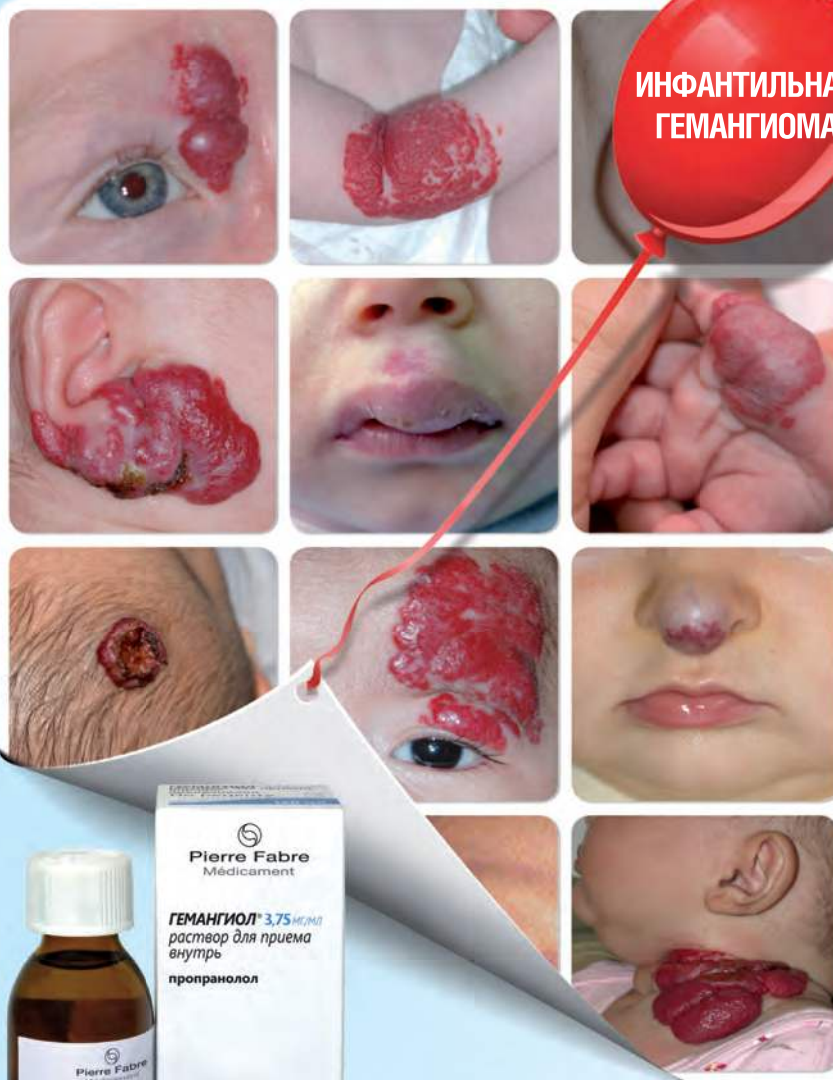 ИНФАНТИЛЬНА
ГЕМАНГИОМА
Pierre Fabre
Médicament
ГЕМАНГИОЛ® 3,75 мг/мл
раствор для приема
внутрь
пропранолол
Pierre Fabre